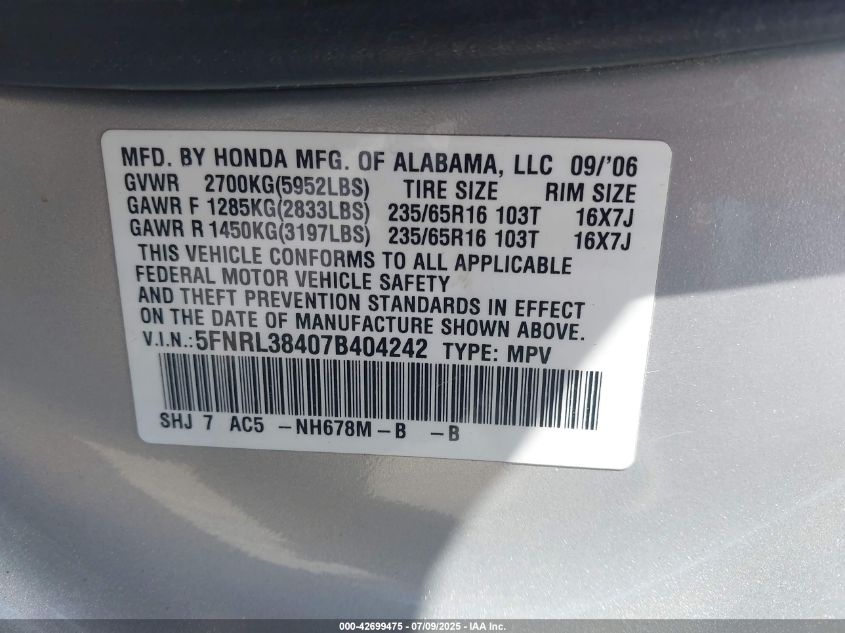 MFD. BY HONDA MFG. OF ALABAMA, LLC 09/'06
GVWR 2700KG(5952LBS) TIRE SIZE RIM SIZE
GAWR F 1285KG(2833LBS) 235/65R16 103T 16X7J
GAWR R 1450KG(3197LBS) 235/65R16 103T 16X7J
THIS VEHICLE CONFORMS TO ALL APPLICABLE
FEDERAL MOTOR VEHICLE SAFETY
AND THEFT PREVENTION STANDARDS IN EFFECT
ON THE DATE OF MANUFACTURE SHOWN ABOVE.
V.I.N.:5FNRL38407B404242 TYPE: MPV
SHJ 7 AC5 -NH678M-B -B
000-42699475 - 07/09/2025 - IAA Inc.